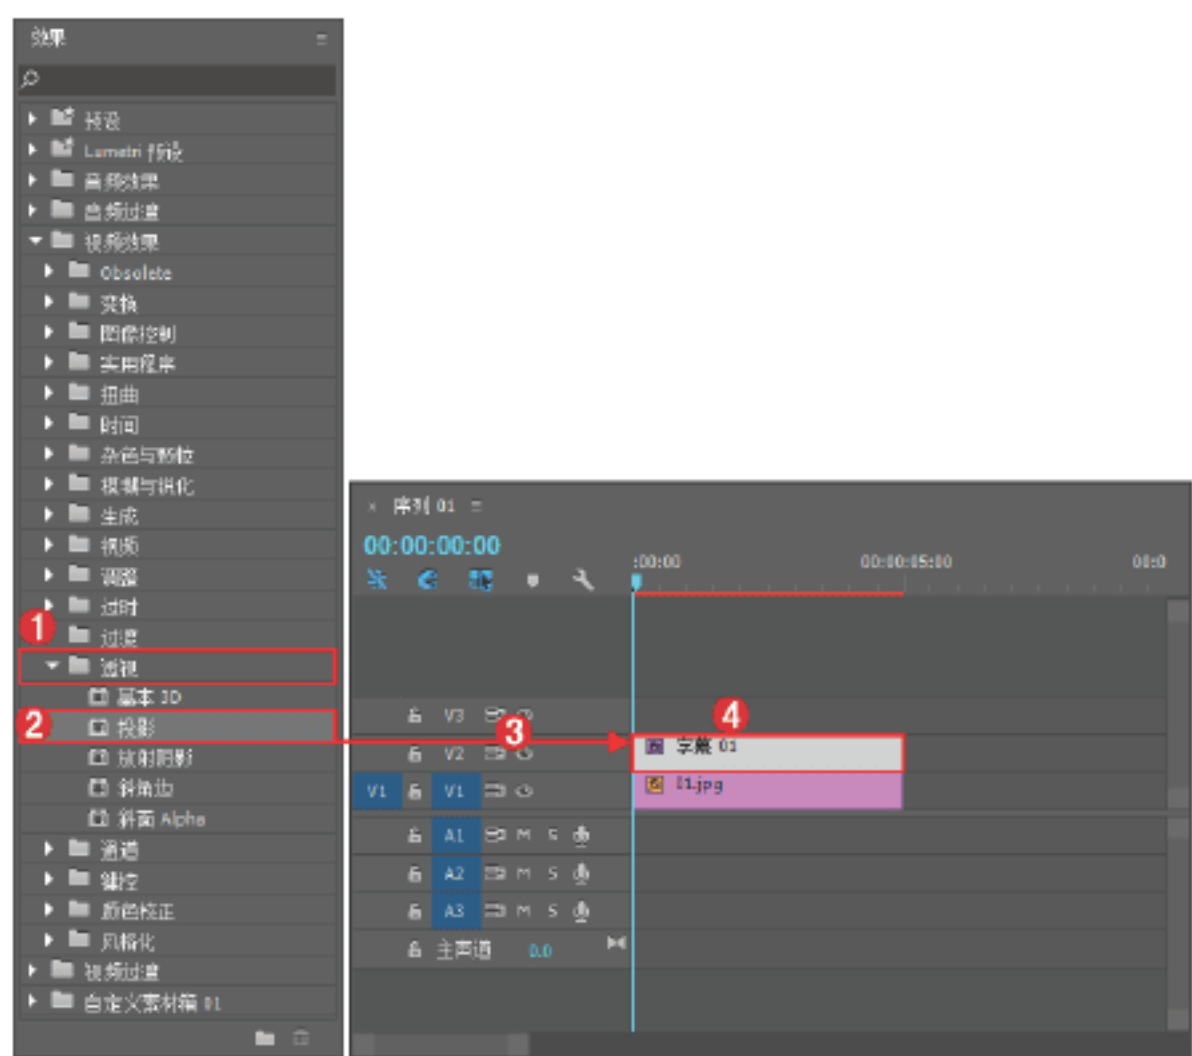 效果
预设
Lumetri 预设
音频效果
音频过渡
视频效果
Obsolete
变换
图像控制
实用程序
扭曲
时间
杂色与颗粒
模糊与锐化
生成
视频
调整
过时
1
过渡
透视
基本 3D
2
投影
放射阴影
斜角边
斜面 Alpha
通道
键控
颜色校正
风格化
视频过渡
自定义素材箱 01
× 序列 01
00:00:00:00
:00:00 00:00:05:00 00:0
V3
3
4
V2
字幕 01
V1 V1
01.jpg
A1 M S
A2 M S
A3 M S
主声道 0.0